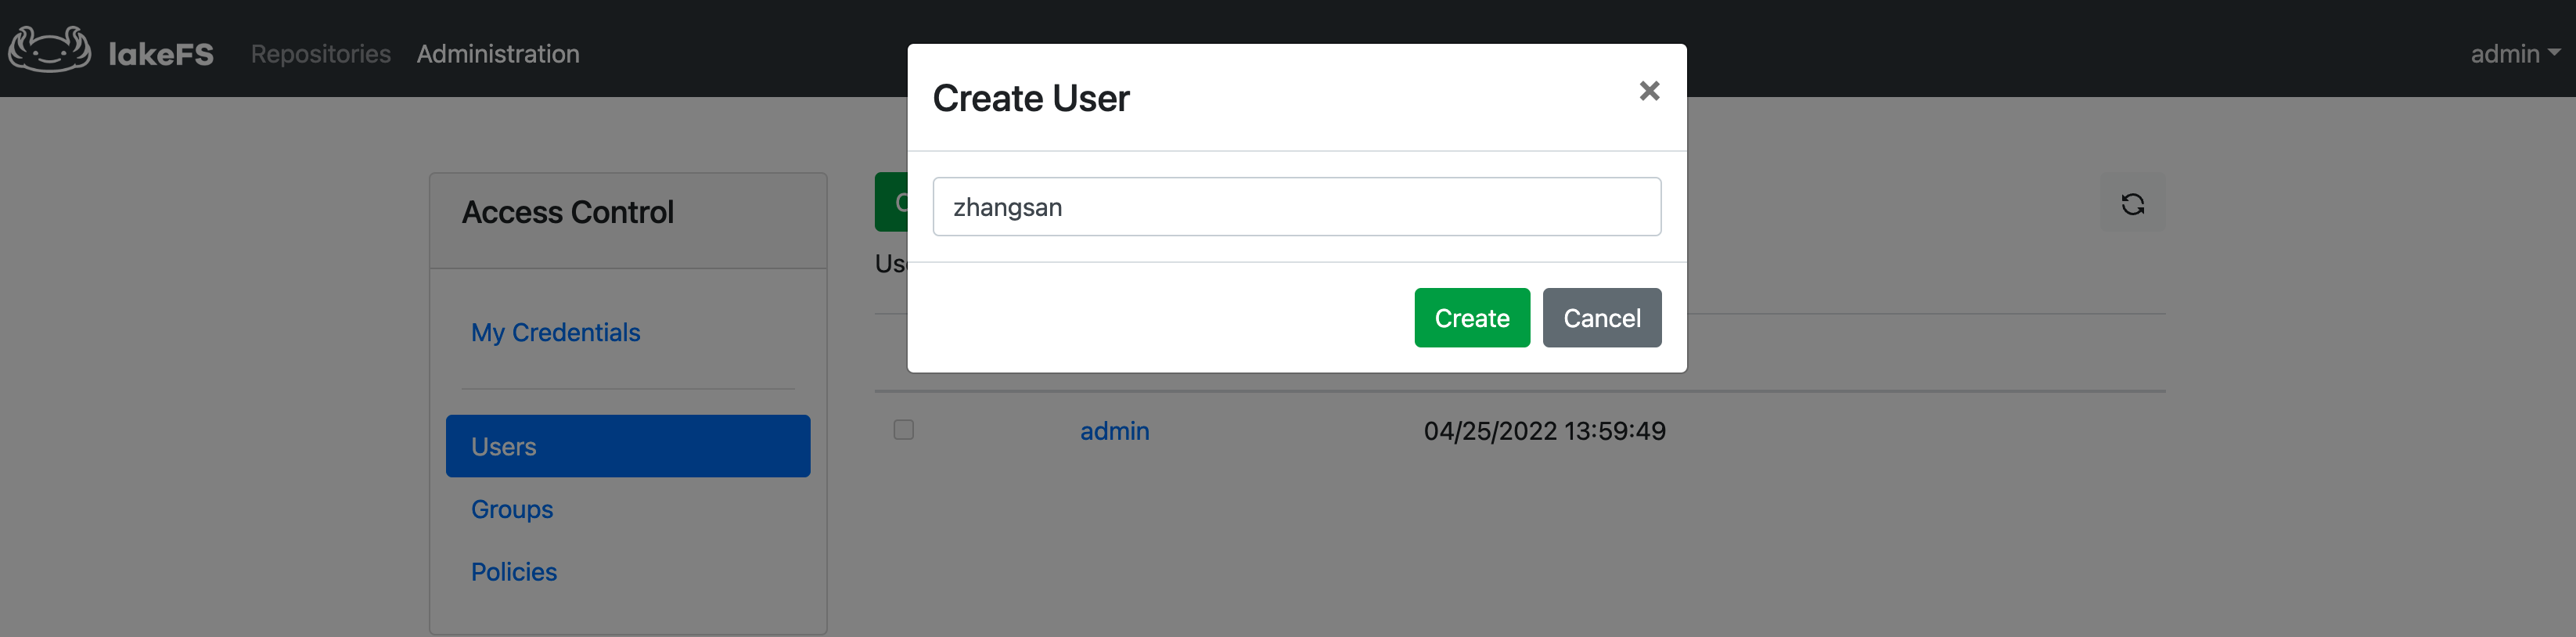 lakeFS Repositories Administration admin
Create User
zhangsan
Create Cancel
Access Control
My Credentials
Users
Groups
Policies
admin 04/25/2022 13:59:49